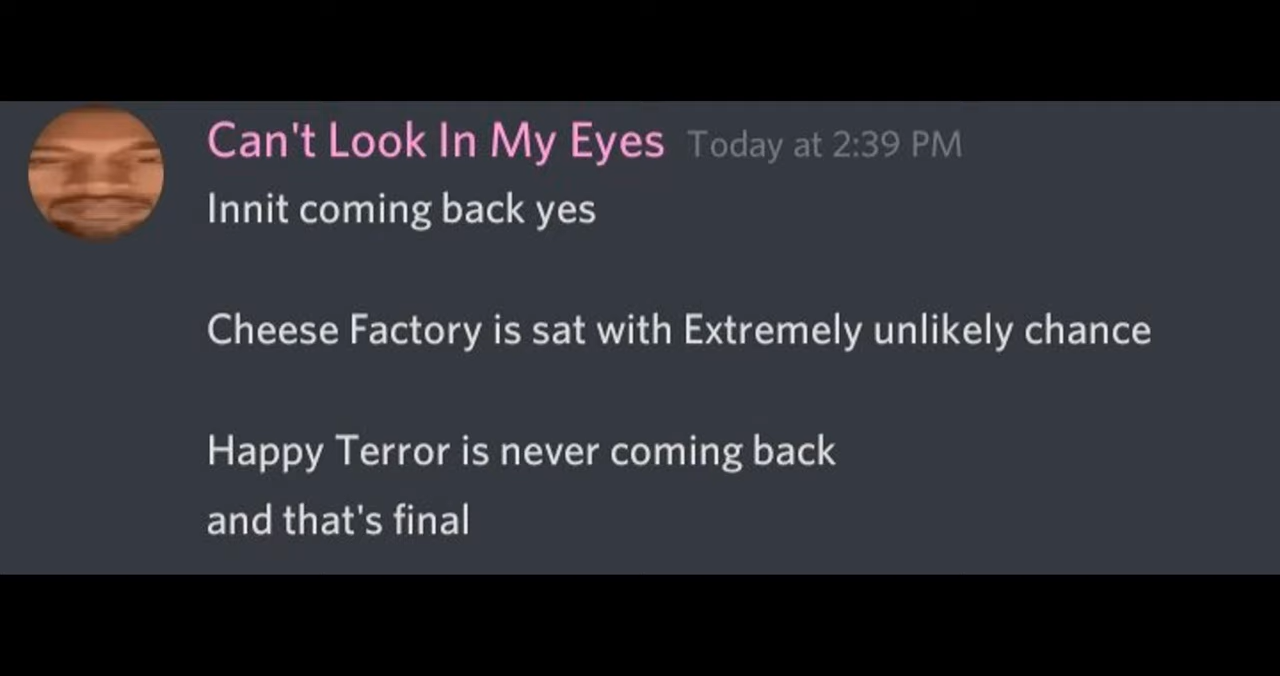 Can't Look In My Eyes Today at 2:39 PM
Innit coming back yes
Cheese Factory is sat with Extremely unlikely chance
Happy Terror is never coming back
and that's final